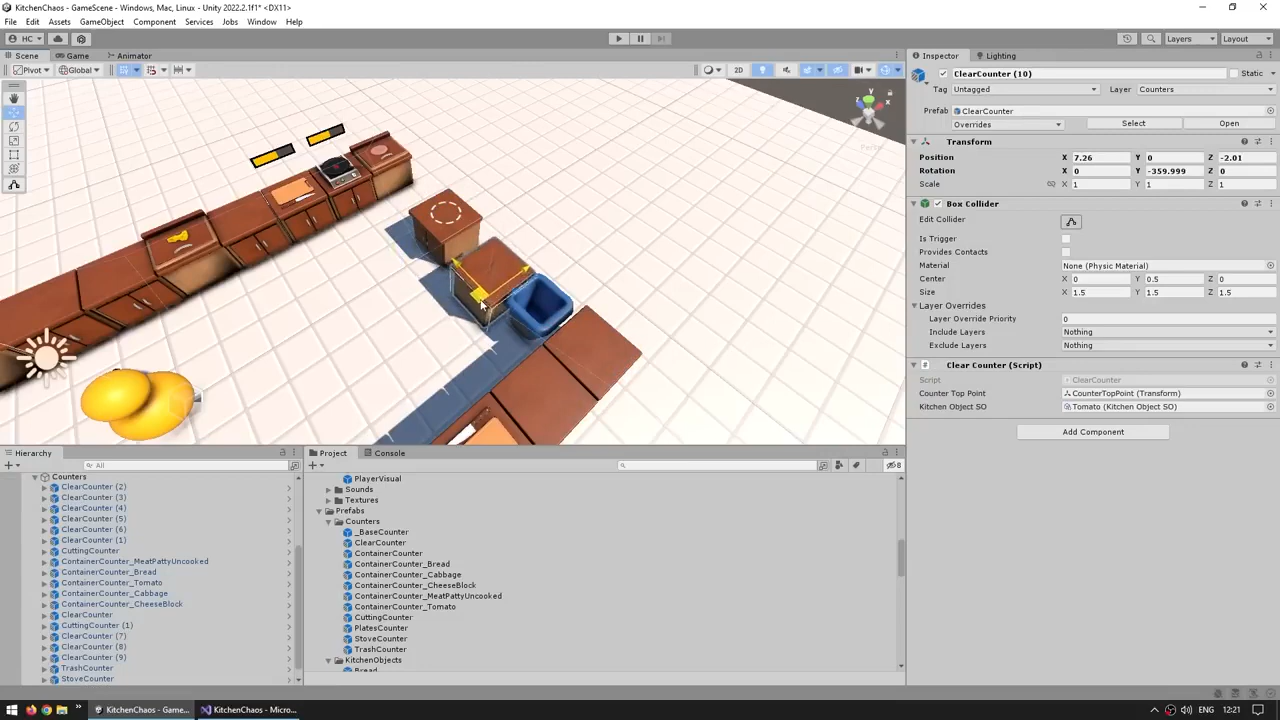 KitchenChaos - GameScene - Windows, Mac, Linux - Unity 2022.2.1f1* <DX11>
File Edit Assets GameObject Component Services Jobs Window Help
HC Layers Layout
Scene Game Animator
Pivot Global 2D
y
x
z
Persp
Inspector Lighting
ClearCounter (10) Static
Tag Untagged Layer Counters
Prefab ClearCounter
Overrides Select Open
Transform
Position X 7.26 Y 0 Z -2.01
Rotation X 0 Y -359.999 Z 0
Scale X 1 Y 1 Z 1
Box Collider
Edit Collider
Is Trigger
Provides Contacts
Material None (Physic Material)
Center X 0 Y 0.5 Z 0
Size X 1.5 Y 1.5 Z 1.5
Layer Overrides
Layer Override Priority 0
Include Layers Nothing
Exclude Layers Nothing
Clear Counter (Script)
Script ClearCounter
Counter Top Point CounterTopPoint (Transform)
Kitchen Object SO Tomato (Kitchen Object SO)
Add Component
Hierarchy
All
Counters
ClearCounter (2)
ClearCounter (3)
ClearCounter (4)
ClearCounter (5)
ClearCounter (6)
ClearCounter (1)
CuttingCounter
ContainerCounter_MeatPattyUncooked
ContainerCounter_Bread
ContainerCounter_Tomato
ContainerCounter_Cabbage
ContainerCounter_CheeseBlock
ClearCounter
CuttingCounter (1)
ClearCounter (7)
ClearCounter (8)
ClearCounter (9)
TrashCounter
StoveCounter
Project Console
8
PlayerVisual
Sounds
Textures
Prefabs
Counters
_BaseCounter
ClearCounter
ContainerCounter
ContainerCounter_Bread
ContainerCounter_Cabbage
ContainerCounter_CheeseBlock
ContainerCounter_MeatPattyUncooked
ContainerCounter_Tomato
CuttingCounter
PlatesCounter
StoveCounter
TrashCounter
KitchenObjects
Bread
KitchenChaos - Game... KitchenChaos - Micro... ENG 12:21